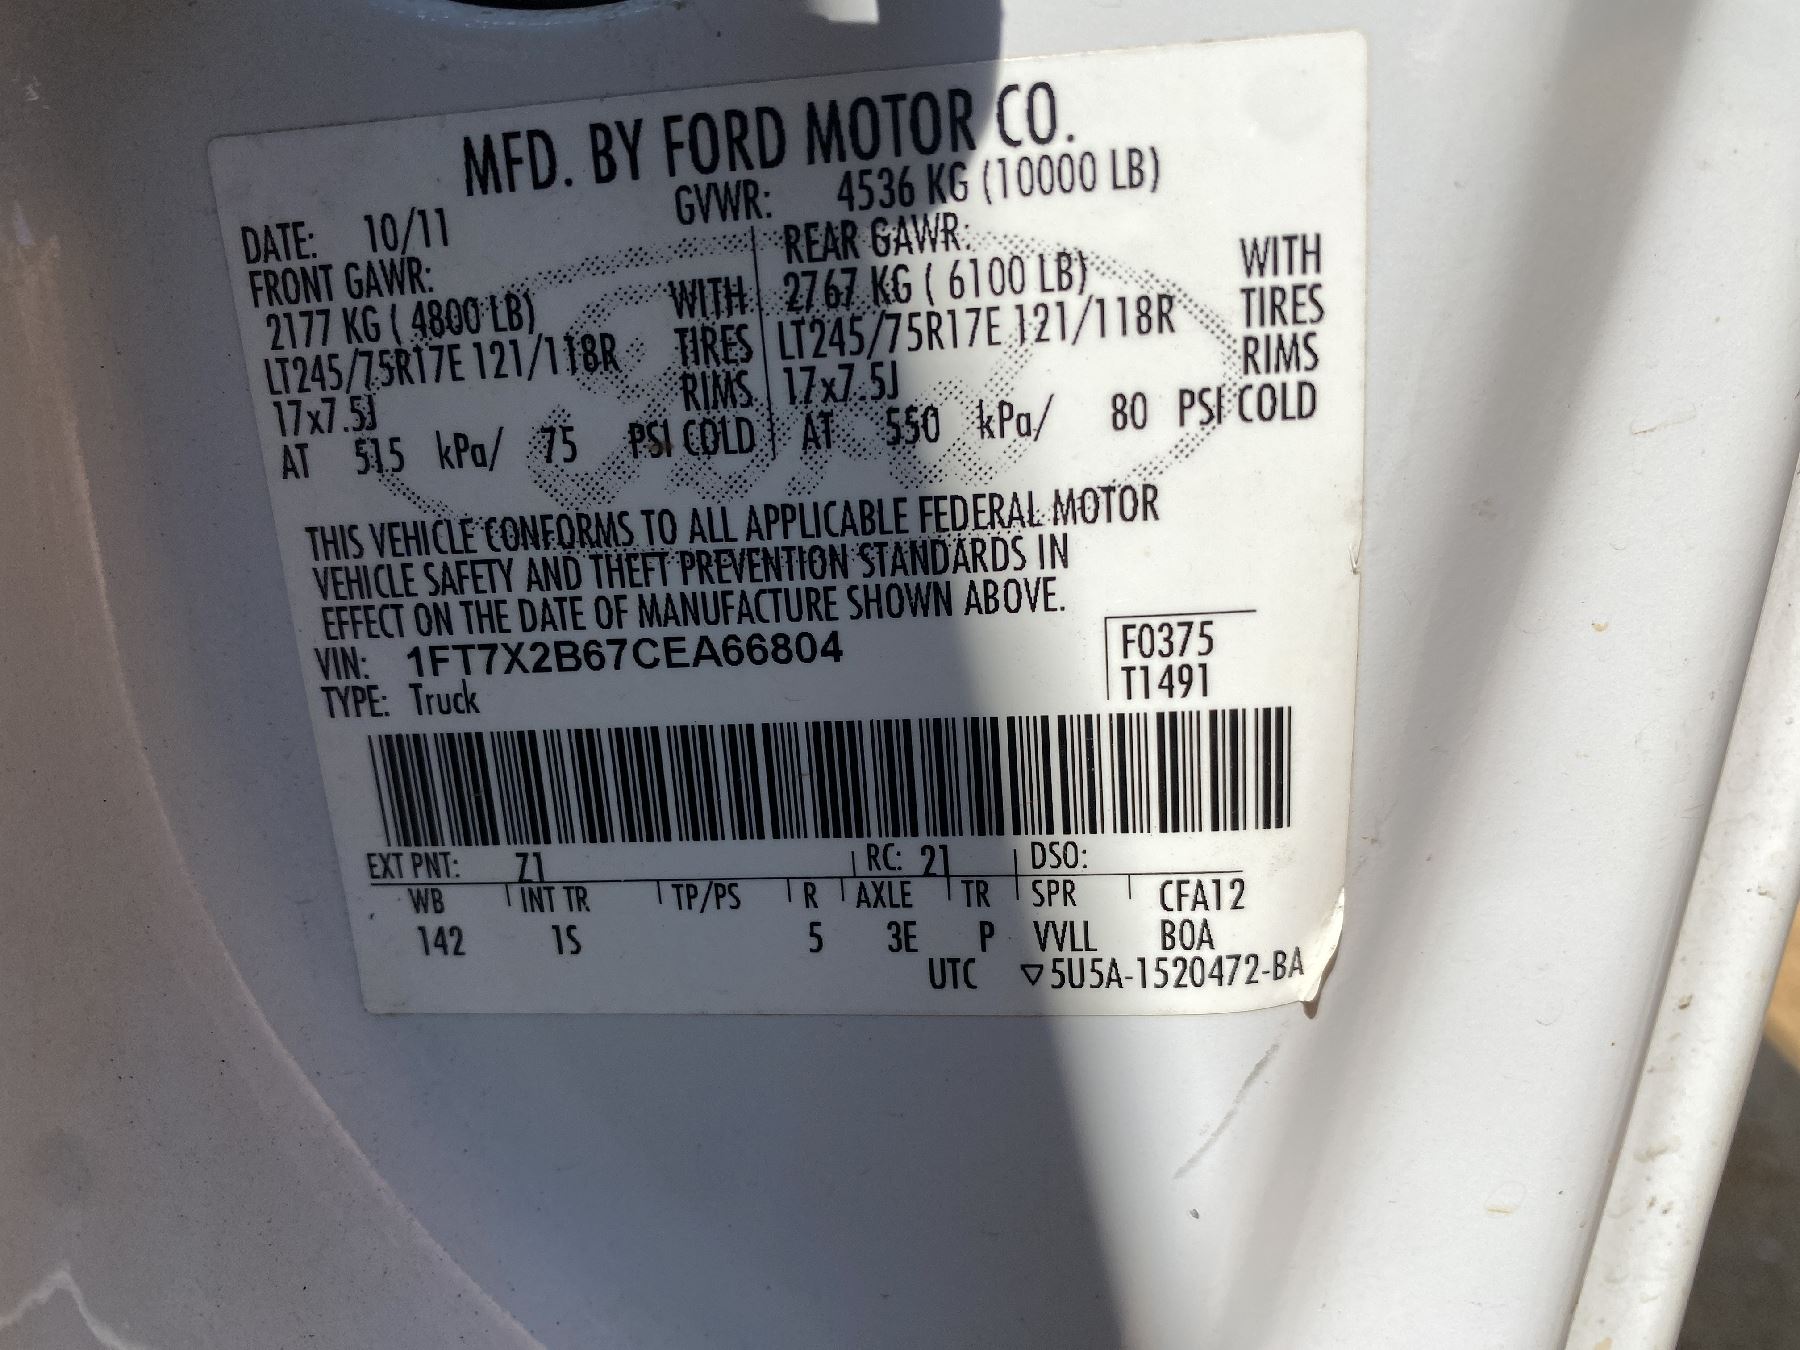 MFD. BY FORD MOTOR CO.
DATE: 10/11 GVWR: 4536 KG (10000 LB)
FRONT GAWR: REAR GAWR:
2177 KG ( 4800 LB) WITH 2767 KG ( 6100 LB) WITH
LT245/75R17E 121/118R TIRES LT245/75R17E 121/118R TIRES
17x7.5J RIMS 17x7.5J RIMS
AT 515 kPa/ 75 PSI COLD AT 550 kPa/ 80 PSI COLD
THIS VEHICLE CONFORMS TO ALL APPLICABLE FEDERAL MOTOR
VEHICLE SAFETY AND THEFT PREVENTION STANDARDS IN
EFFECT ON THE DATE OF MANUFACTURE SHOWN ABOVE.
VIN: 1FT7X2B67CEA66804 F0375
TYPE: Truck T1491
EXT PNT: Z1 RC: 21 DSO:
WB INT TR TP/PS R AXLE TR SPR CFA12
142 1S 5 3E P VVLL BOA
UTC ▽5U5A-1520472-BA